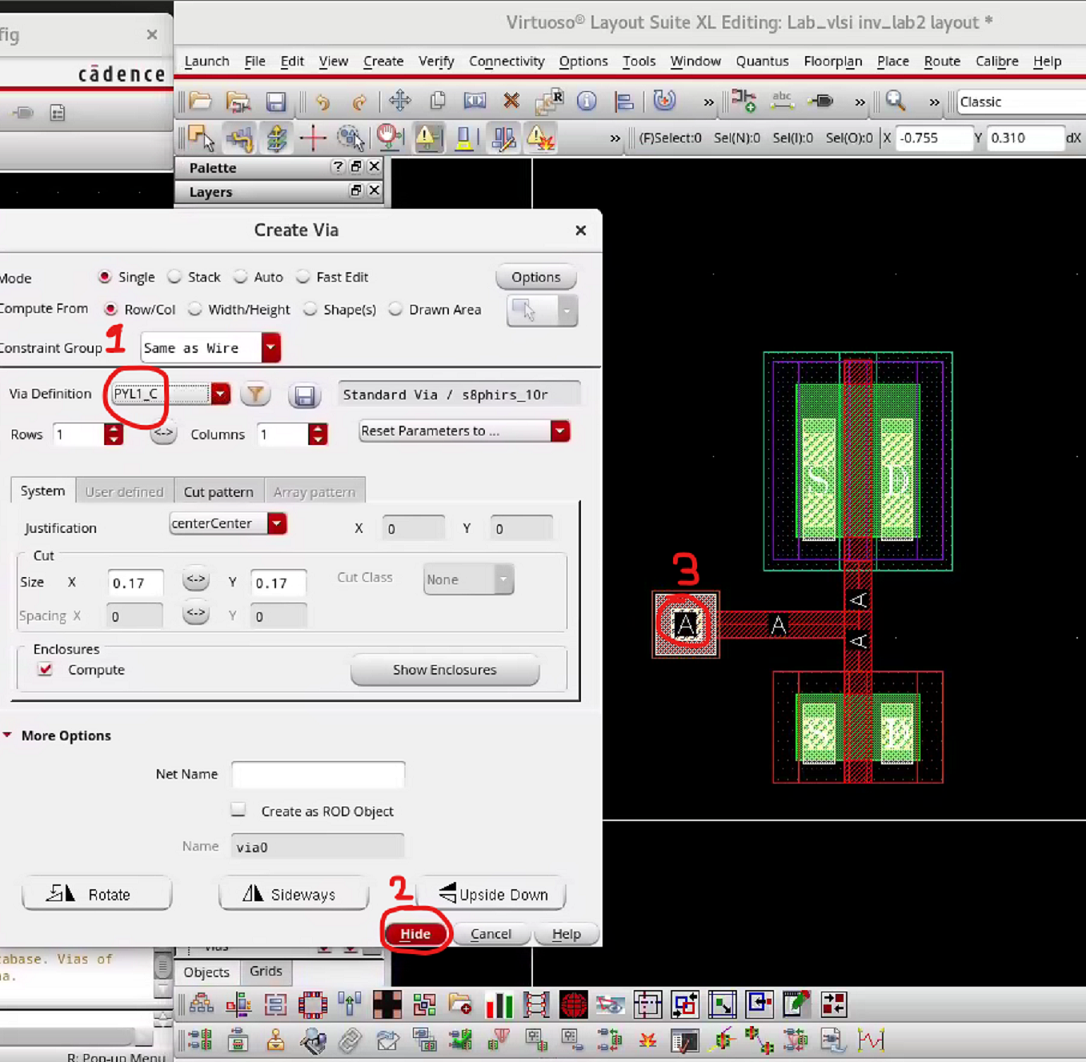 fig
cādence
Virtuoso® Layout Suite XL Editing: Lab_vlsi inv_lab2 layout *
Launch File Edit View Create Verify Connectivity Options Tools Window Quantus Floorplan Place Route Calibre Help
R abc » » » Classic
» (F)Select:0 Sel(N):0 Sel(I):0 Sel(O):0 X -0.755 Y 0.310 dX
Palette
Layers
Create Via
Mode Single Stack Auto Fast Edit Options
Compute From Row/Col Width/Height Shape(s) Drawn Area
Constraint Group 1 Same as Wire
Via Definition PYL1_C Standard Via / s8phirs_10r
Rows 1 <-> Columns 1 Reset Parameters to ...
System User defined Cut pattern Array pattern
Justification centerCenter X 0 Y 0
Cut
Size X 0.17 <-> Y 0.17 Cut Class None
Spacing X 0 <-> Y 0
Enclosures
Compute Show Enclosures
More Options
Net Name
Create as ROD Object
Name via0
Rotate Sideways Upside Down
2
Hide Cancel Help
S D
3
A A A A
D
tabase. Vias of
na.
Vias
Objects Grids
R: Pop-up Menu